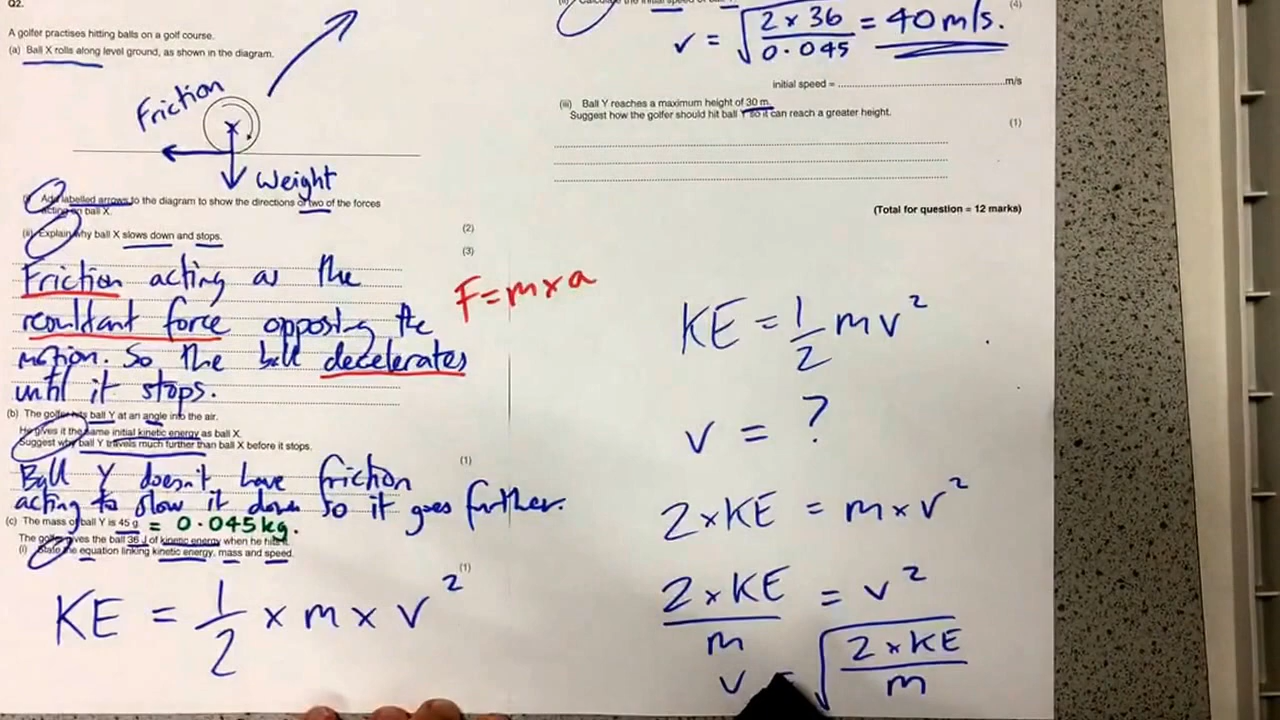 Q2.
A golfer practises hitting balls on a golf course.
(a) Ball X rolls along level ground, as shown in the diagram.
Friction
x
Weight
Add labelled arrows to the diagram to show the directions of two of the forces
acting on ball X.
(2)
(ii) Explain why ball X slows down and stops.
(3)
Friction acting as the
resultant force opposing the
motion. So the ball decelerates
until it stops.
F=m×a
(b) The golfer hits ball Y at an angle into the air.
He gives it the same initial kinetic energy as ball X.
Suggest why ball Y travels much further than ball X before it stops.
(1)
Ball Y doesn't have friction
acting to slow it down so it goes further.
(c) The mass of ball Y is 45 g = 0.045kg.
The golfer gives the ball 36 J of kinetic energy when he hits it.
(i) State the equation linking kinetic energy, mass and speed.
(1)
KE = 1/2 × m × v²
(4)
v = √2 × 36 / 0.045 = 40 m/s.
initial speed = ........ m/s
(iii) Ball Y reaches a maximum height of 30 m.
Suggest how the golfer should hit ball Y so it can reach a greater height.
(1)
(Total for question = 12 marks)
KE = 1/2 mv²
v = ?
2×KE = m×v²
2×KE / m = v²
v = √2×KE / m